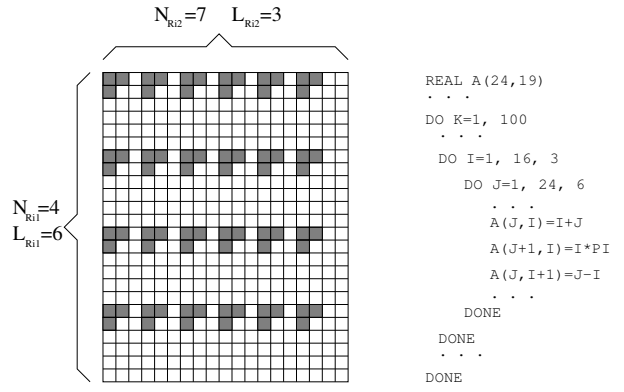 N_Ri2=7 L_Ri2=3
REAL A(24,19)
. . .
DO K=1, 100
. . .
DO I=1, 16, 3
DO J=1, 24, 6
. . .
A(J,I)=I+J
A(J+1,I)=I*PI
A(J,I+1)=J-I
. . .
DONE
DONE
. . .
DONE
N_Ri1=4
L_Ri1=6